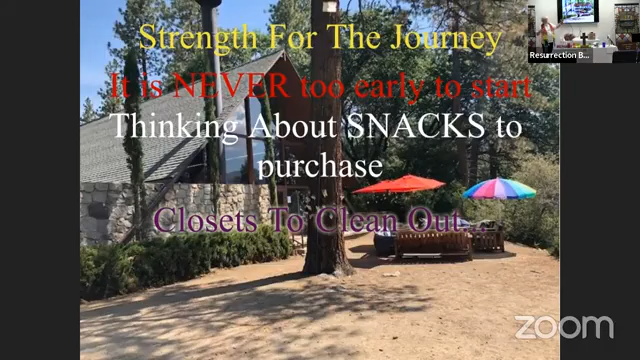 Strength For The Journey
Resurrection B...
It is NEVER too early to start
Thinking About SNACKS to
purchase
Closets To Clean Out...
zoom